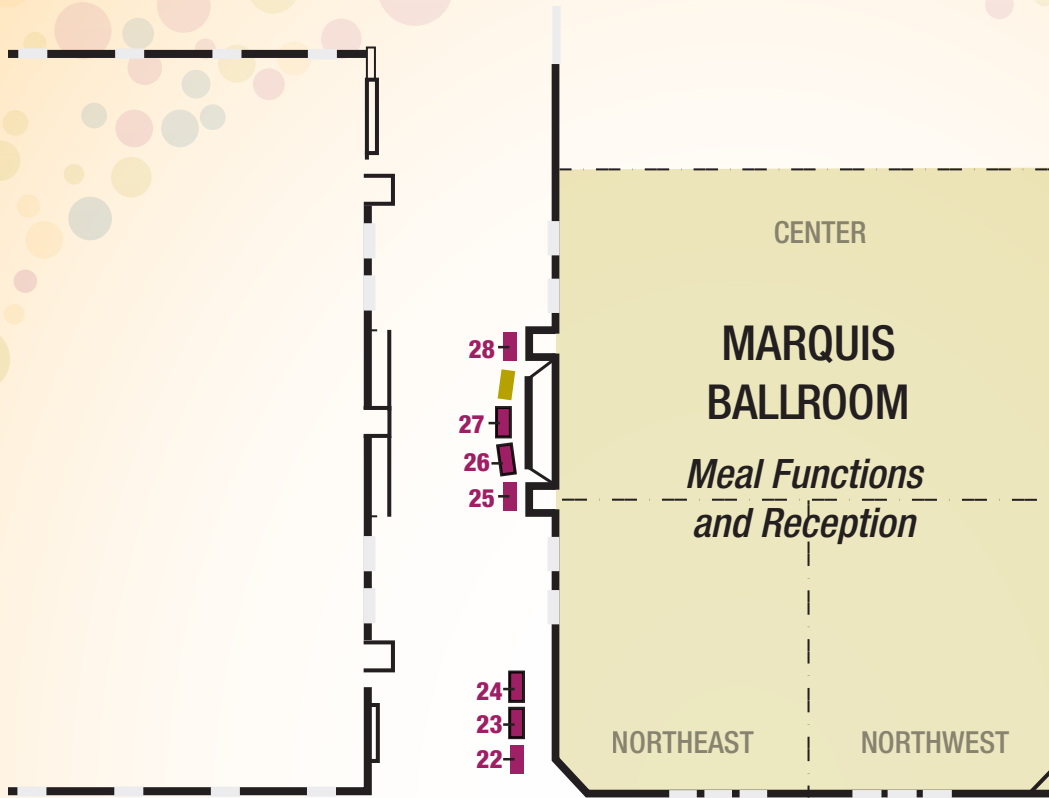 CENTER
MARQUIS
BALLROOM
Meal Functions
and Reception
28
27
26
25
24
23
22
NORTHEAST
NORTHWEST